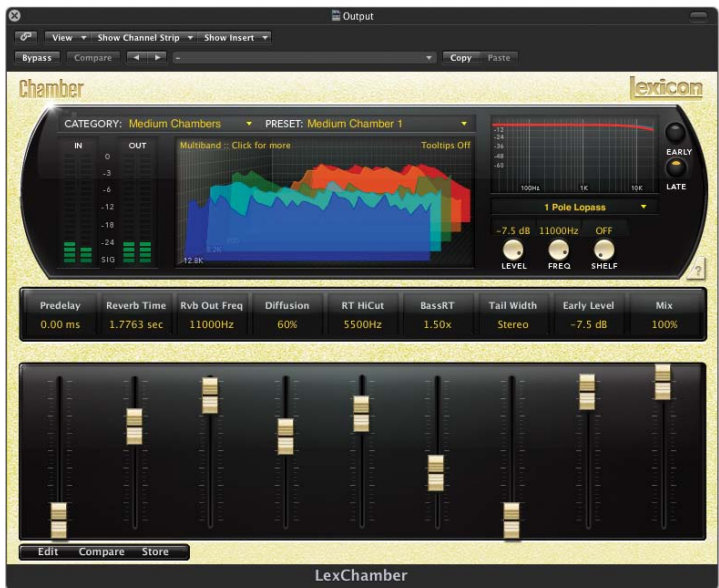 Output
View Show Channel Strip Show Insert
Bypass Compare - Copy Paste
Chamber lexicon
CATEGORY: Medium Chambers PRESET: Medium Chamber 1
IN OUT
Multiband :: Click for more Tooltips Off
0
-3
-6
-12
-18
-24
SIG
-12.8K
-12
-24
-36
-48
-60
100Hz 1K 10K
EARLY
LATE
1 Pole Lopass
-7.5 dB 11000Hz OFF
LEVEL FREQ SHELF
?
Predelay Reverb Time Rvb Out Freq Diffusion RT HiCut BassRT Tail Width Early Level Mix
0.00 ms 1.7763 sec 11000Hz 60% 5500Hz 1.50x Stereo -7.5 dB 100%
Edit Compare Store
LexChamber